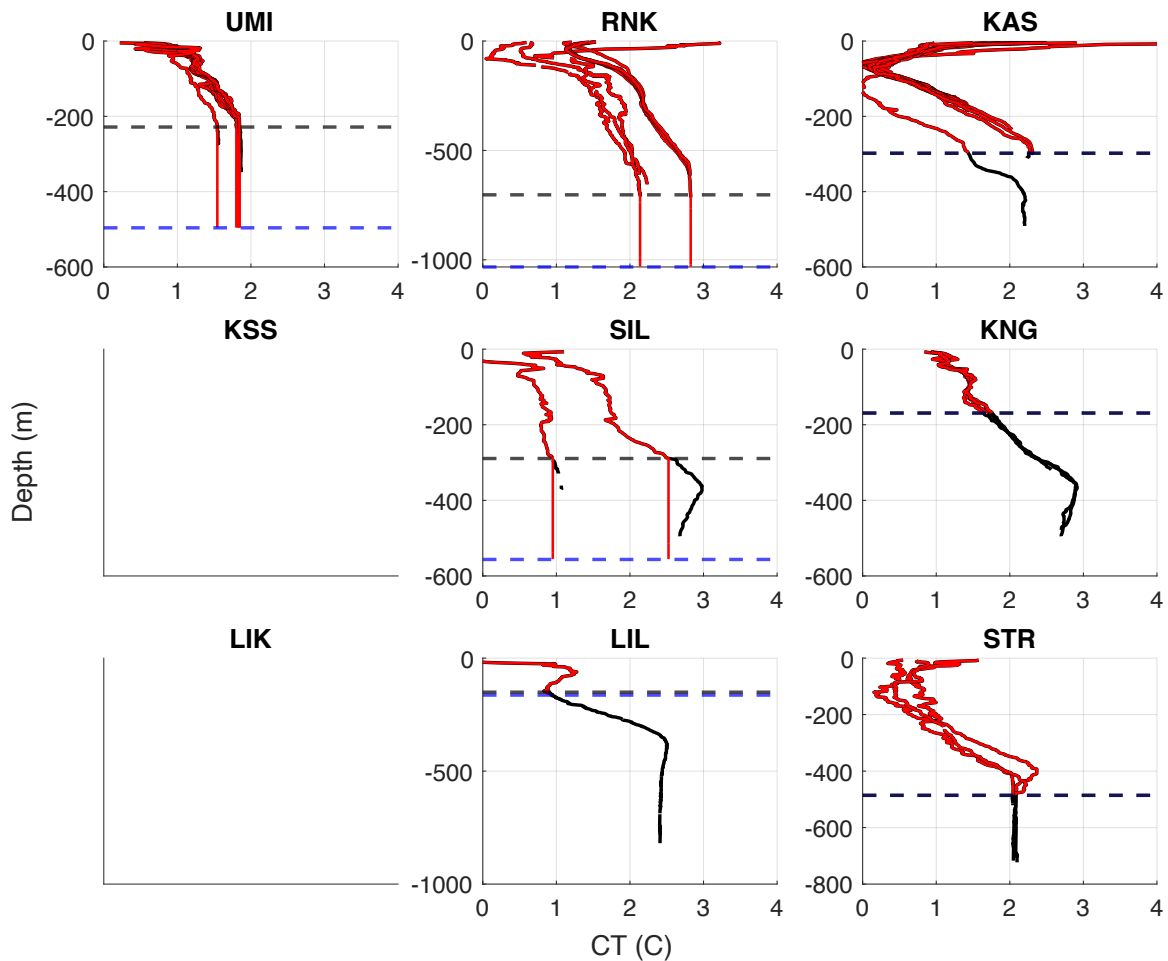 UMI RNK KAS
0 0 0
-200 -500 -200
-400 -1000 -400
-600 -600
0 1 2 3 4 0 1 2 3 4 0 1 2 3 4
KSS SIL KNG
0 0
-200 -200
-400 -400
-600 -600
0 1 2 3 4 0 1 2 3 4
Depth (m)
LIK LIL STR
0 0
-500 -200
-1000 -400
-600
-800
0 1 2 3 4 0 1 2 3 4
CT (C)